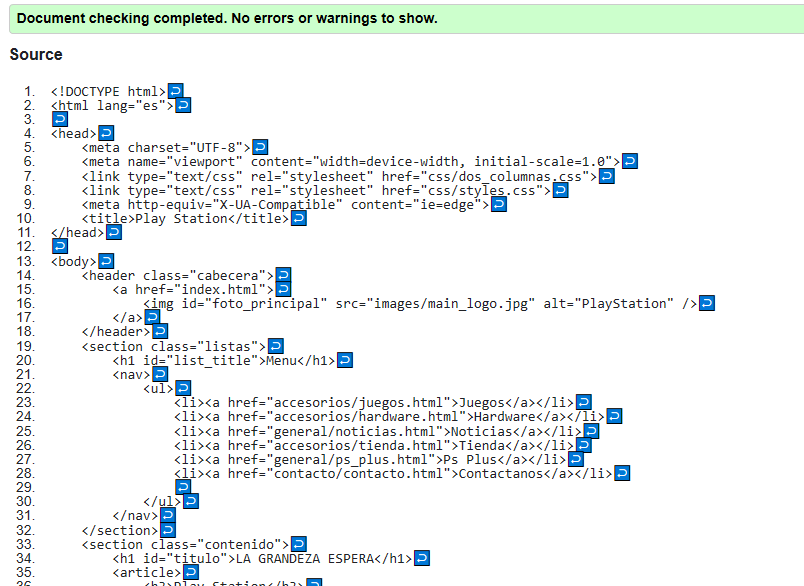 Document checking completed. No errors or warnings to show.
Source
1. <!DOCTYPE html>
2. <html lang="es">
3.
4. <head>
5. <meta charset="UTF-8">
6. <meta name="viewport" content="width=device-width, initial-scale=1.0">
7. <link type="text/css" rel="stylesheet" href="css/dos_columnas.css">
8. <link type="text/css" rel="stylesheet" href="css/styles.css">
9. <meta http-equiv="X-UA-Compatible" content="ie=edge">
10. <title>Play Station</title>
11. </head>
12.
13. <body>
14. <header class="cabecera">
15. <a href="index.html">
16. <img id="foto_principal" src="images/main_logo.jpg" alt="PlayStation" />
17. </a>
18. </header>
19. <section class="listas">
20. <h1 id="list_title">Menu</h1>
21. <nav>
22. <ul>
23. <li><a href="accesorios/juegos.html">Juegos</a></li>
24. <li><a href="accesorios/hardware.html">Hardware</a></li>
25. <li><a href="general/noticias.html">Noticias</a></li>
26. <li><a href="accesorios/tienda.html">Tienda</a></li>
27. <li><a href="general/ps_plus.html">Ps Plus</a></li>
28. <li><a href="contacto/contacto.html">Contactanos</a></li>
29.
30. </ul>
31. </nav>
32. </section>
33. <section class="contenido">
34. <h1 id="titulo">LA GRANDEZA ESPERA</h1>
35. <article>
36. <h2>Play Station</h2>